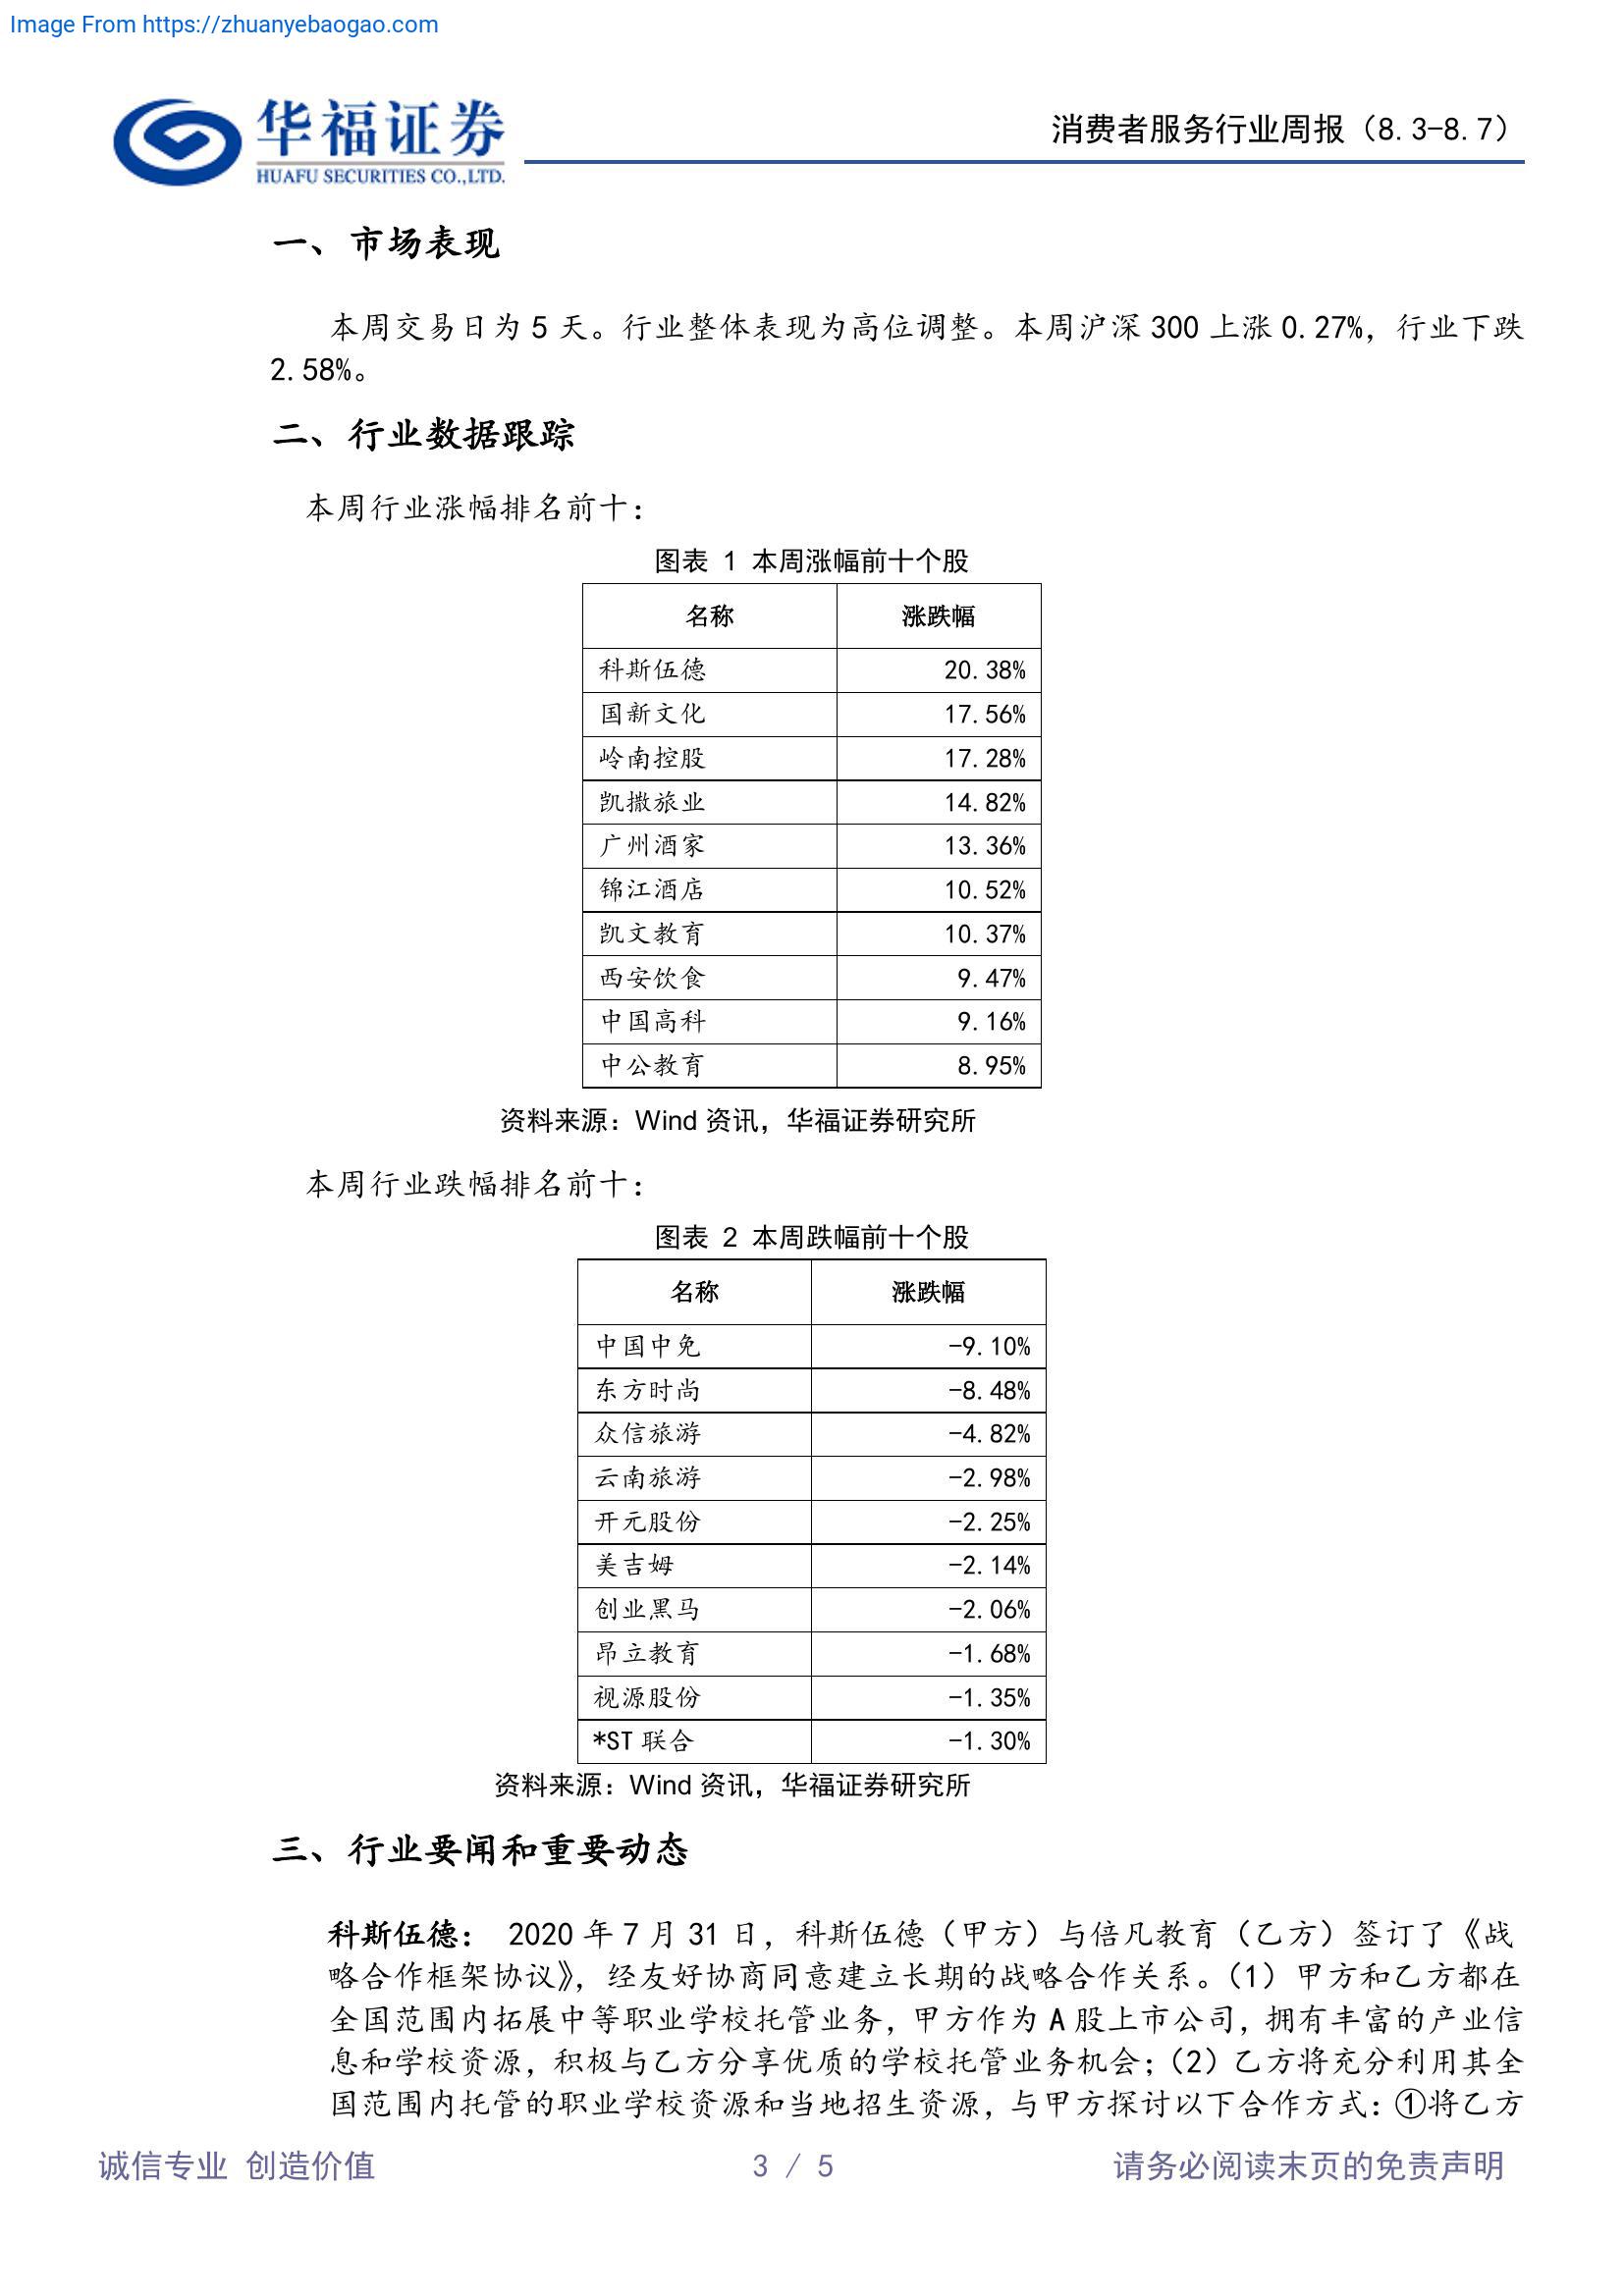 Image From https://zhuanyebaogao.com
华福证券
HUAFU SECURITIES CO.,LTD.
消费者服务行业周报（8.3-8.7）
一、市场表现
本周交易日为 5 天。行业整体表现为高位调整。本周沪深 300 上涨 0.27%，行业下跌
2.58%。
二、行业数据跟踪
本周行业涨幅排名前十：
图表 1 本周涨幅前十个股
名称 涨跌幅
科斯伍德 20.38%
国新文化 17.56%
岭南控股 17.28%
凯撒旅业 14.82%
广州酒家 13.36%
锦江酒店 10.52%
凯文教育 10.37%
西安饮食 9.47%
中国高科 9.16%
中公教育 8.95%
资料来源：Wind 资讯，华福证券研究所
本周行业跌幅排名前十：
图表 2 本周跌幅前十个股
名称 涨跌幅
中国中免 -9.10%
东方时尚 -8.48%
众信旅游 -4.82%
云南旅游 -2.98%
开元股份 -2.25%
美吉姆 -2.14%
创业黑马 -2.06%
昂立教育 -1.68%
视源股份 -1.35%
*ST 联合 -1.30%
资料来源：Wind 资讯，华福证券研究所
三、行业要闻和重要动态
科斯伍德： 2020 年 7 月 31 日，科斯伍德（甲方）与倍凡教育（乙方）签订了《战
略合作框架协议》，经友好协商同意建立长期的战略合作关系。（1）甲方和乙方都在
全国范围内拓展中等职业学校托管业务，甲方作为 A 股上市公司，拥有丰富的产业信
息和学校资源，积极与乙方分享优质的学校托管业务机会；（2）乙方将充分利用其全
国范围内托管的职业学校资源和当地招生资源，与甲方探讨以下合作方式：①将乙方
诚信专业 创造价值 3 / 5 请务必阅读末页的免责声明